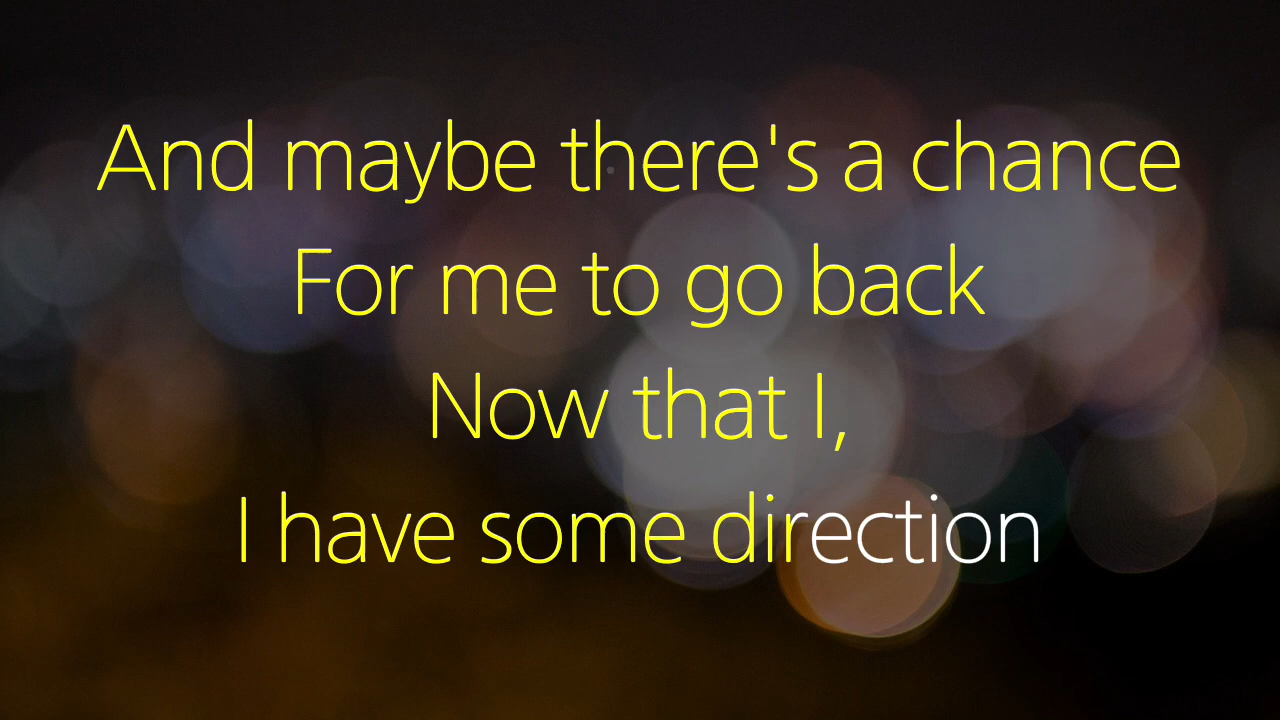 And maybe there's a chance
For me to go back
Now that I,
I have some direction